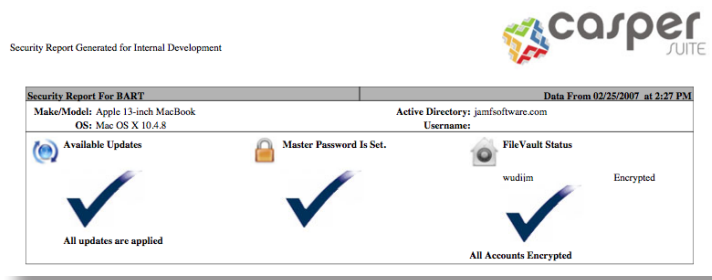 casper
SUITE
Security Report Generated for Internal Development
Security Report For BART Data From 02/25/2007 at 2:27 PM
Make/Model: Apple 13-inch MacBook Active Directory: jamfsoftware.com
OS: Mac OS X 10.4.8 Username:
Available Updates Master Password Is Set. FileVault Status
wudijm Encrypted
All updates are applied
All Accounts Encrypted